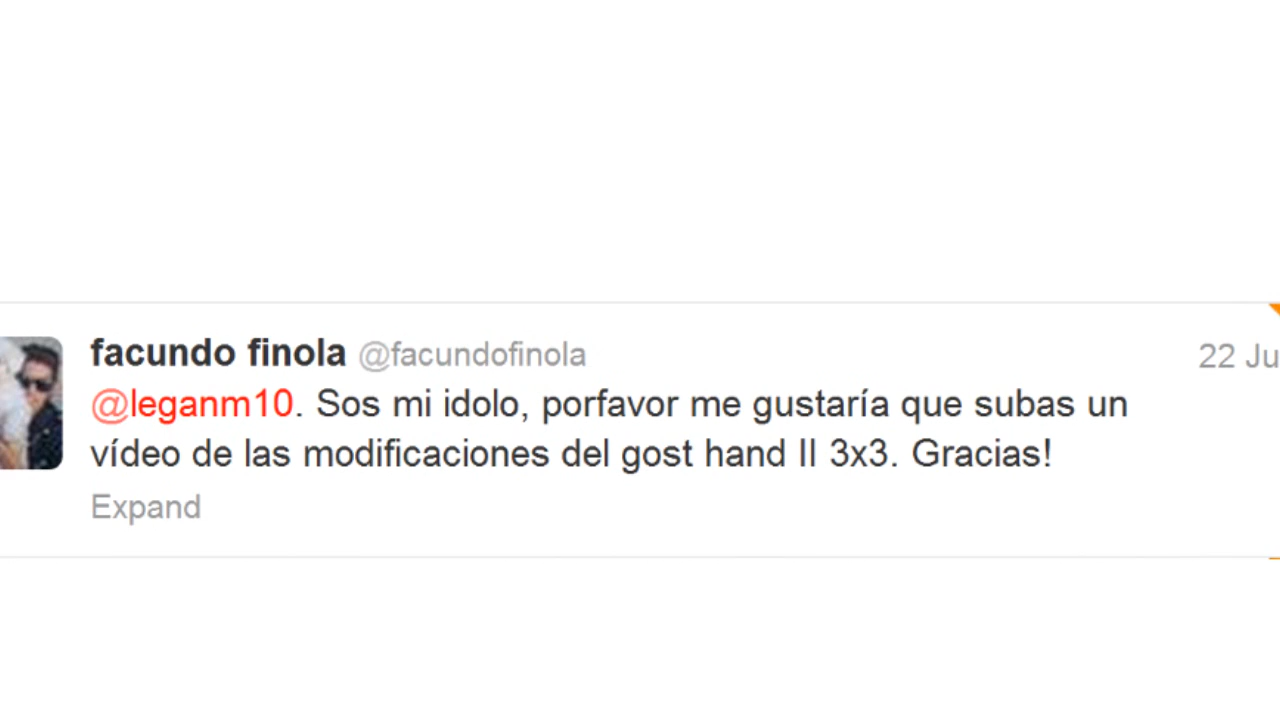 facundo finola @facundofinola 22 Ju
@leganm10. Sos mi idolo, porfavor me gustaría que subas un
vídeo de las modificaciones del gost hand II 3x3. Gracias!
Expand